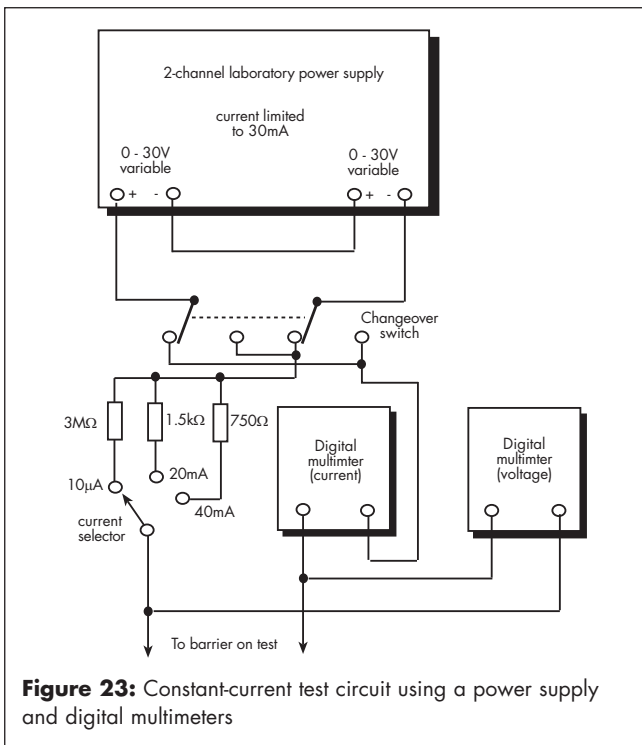 2-channel laboratory power supply
current limited
to 30mA
0 - 30V
variable
0 - 30V
variable
+ -
+ -
Changeover
switch
3MΩ
1.5kΩ
750Ω
10µA
20mA
40mA
current
selector
Digital
multimter
(current)
Digital
multimter
(voltage)
To barrier on test
Figure 23: Constant-current test circuit using a power supply
and digital multimeters